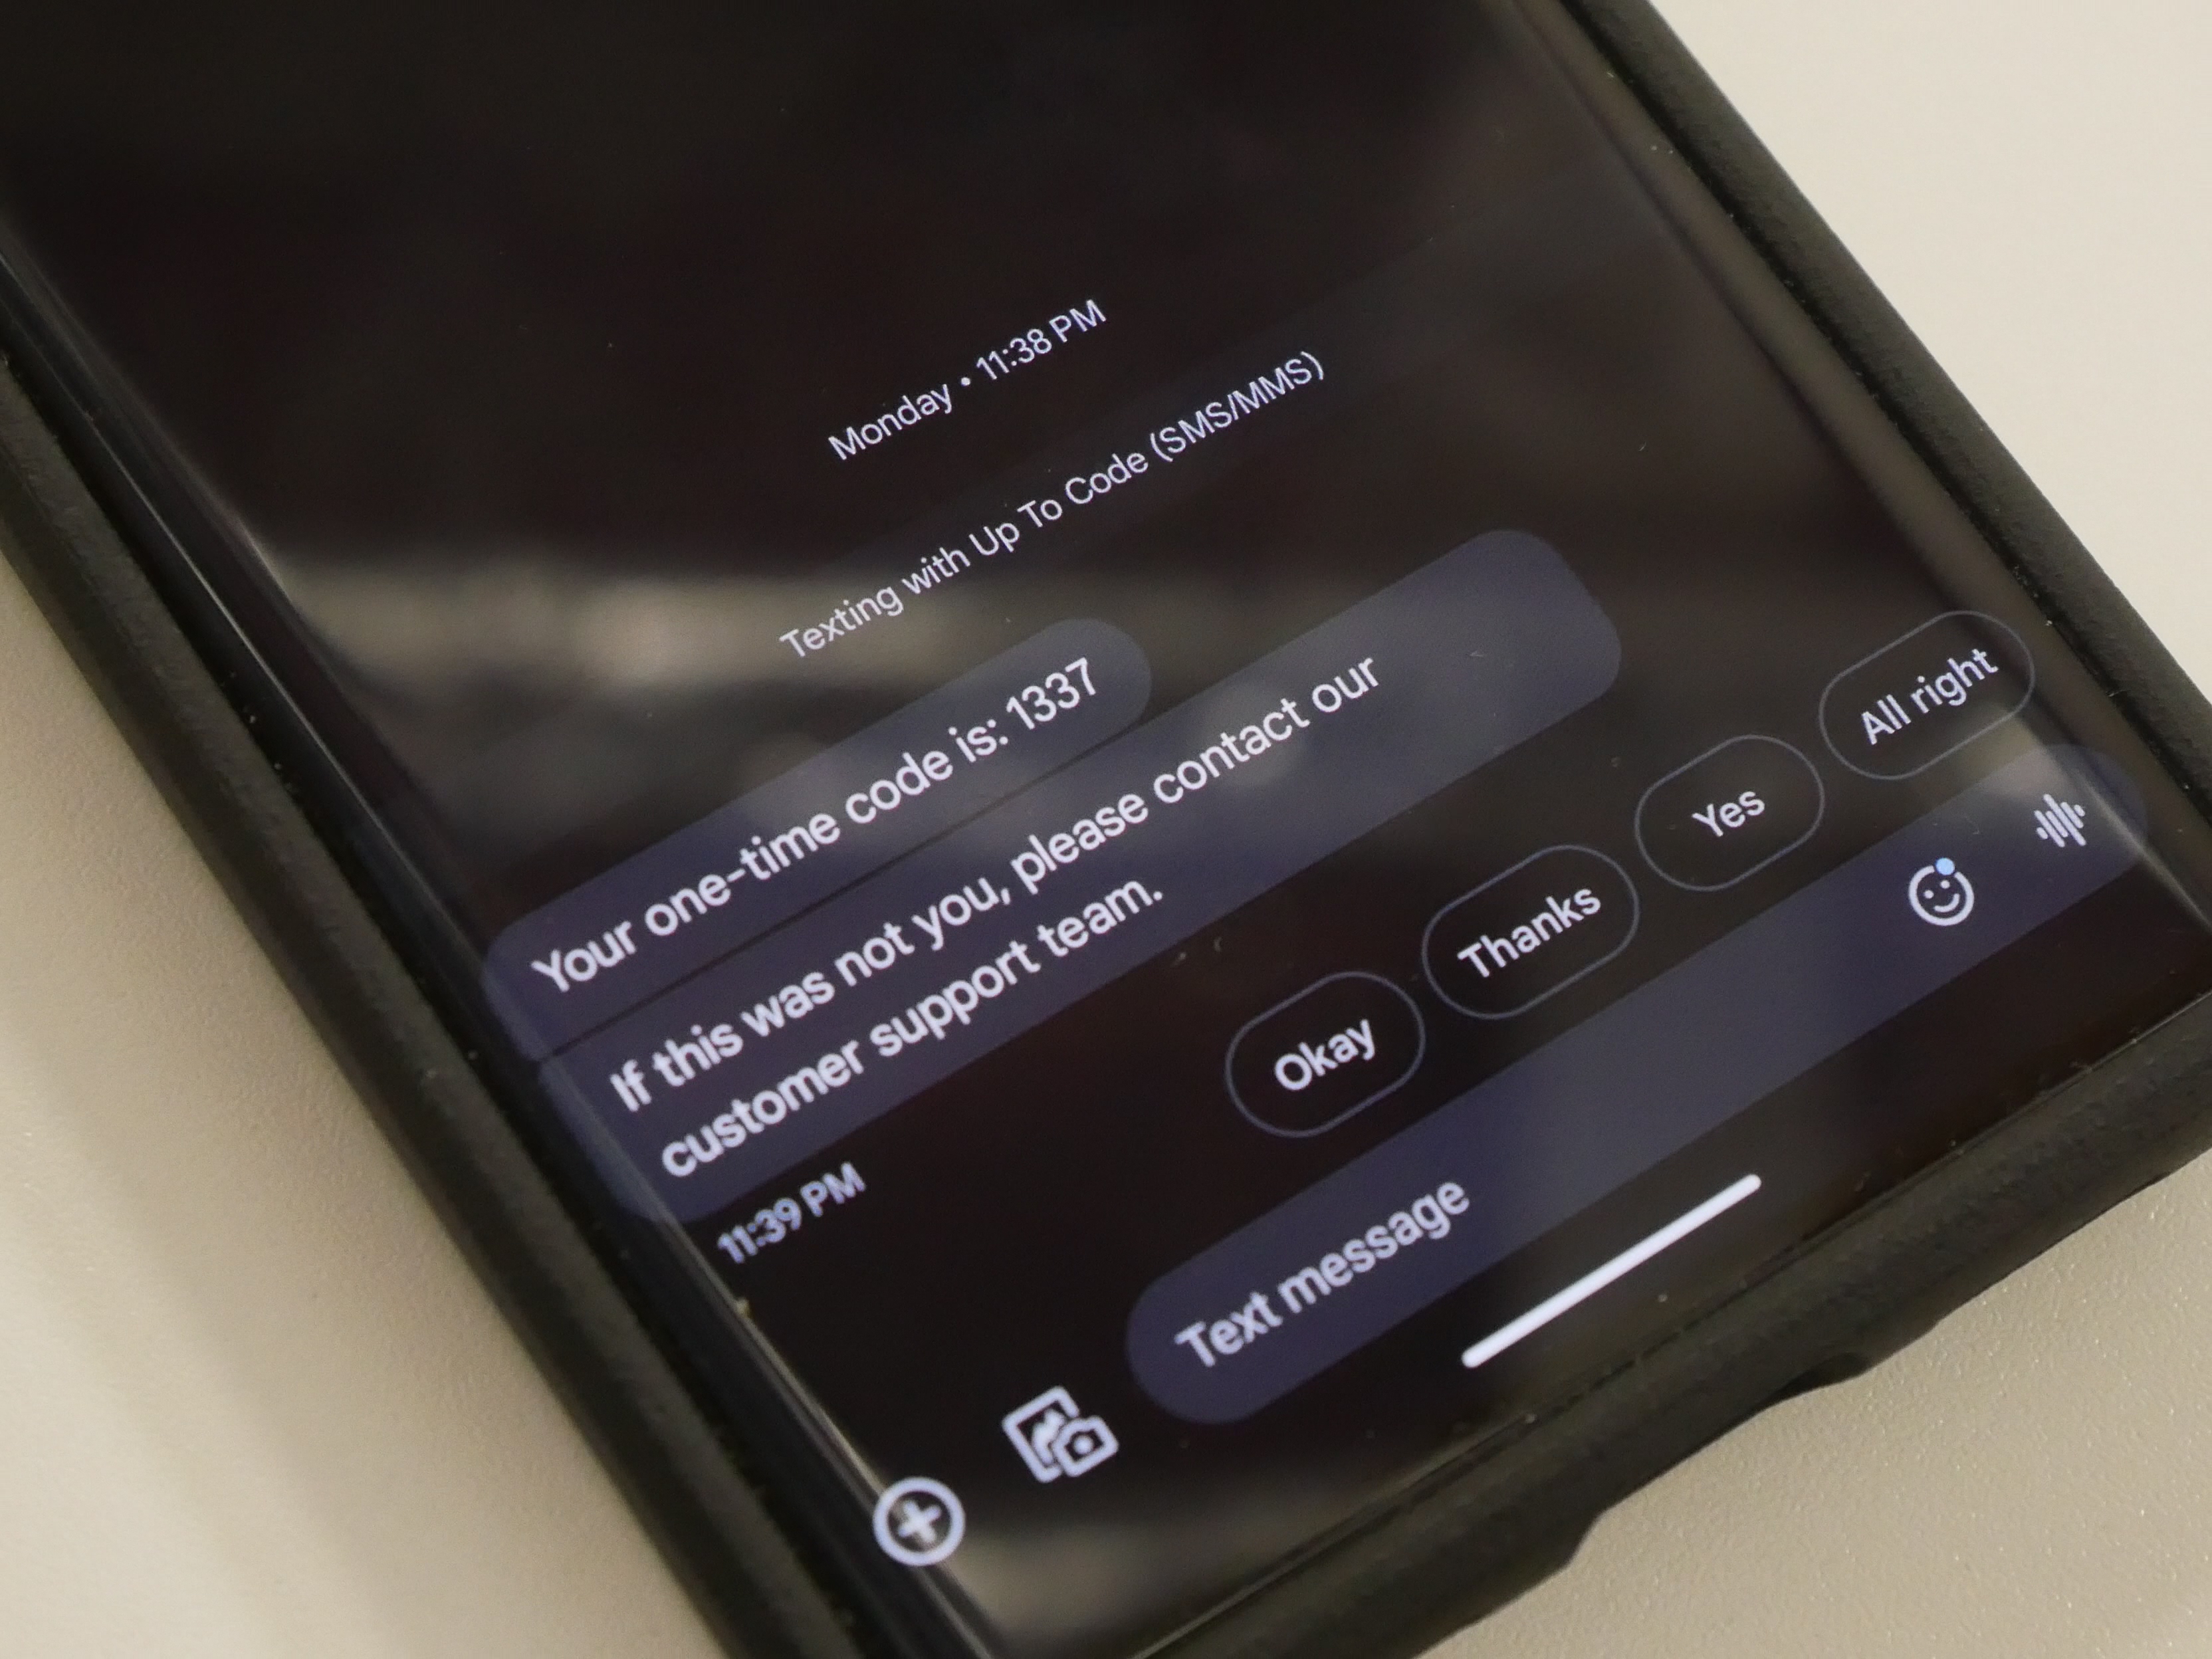 Monday • 11:38 PM
Texting with Up To Code (SMS/MMS)
Your one-time code is: 1337
If this was not you, please contact our
customer support team.
11:39 PM
Okay
Thanks
Yes
All right
Text message